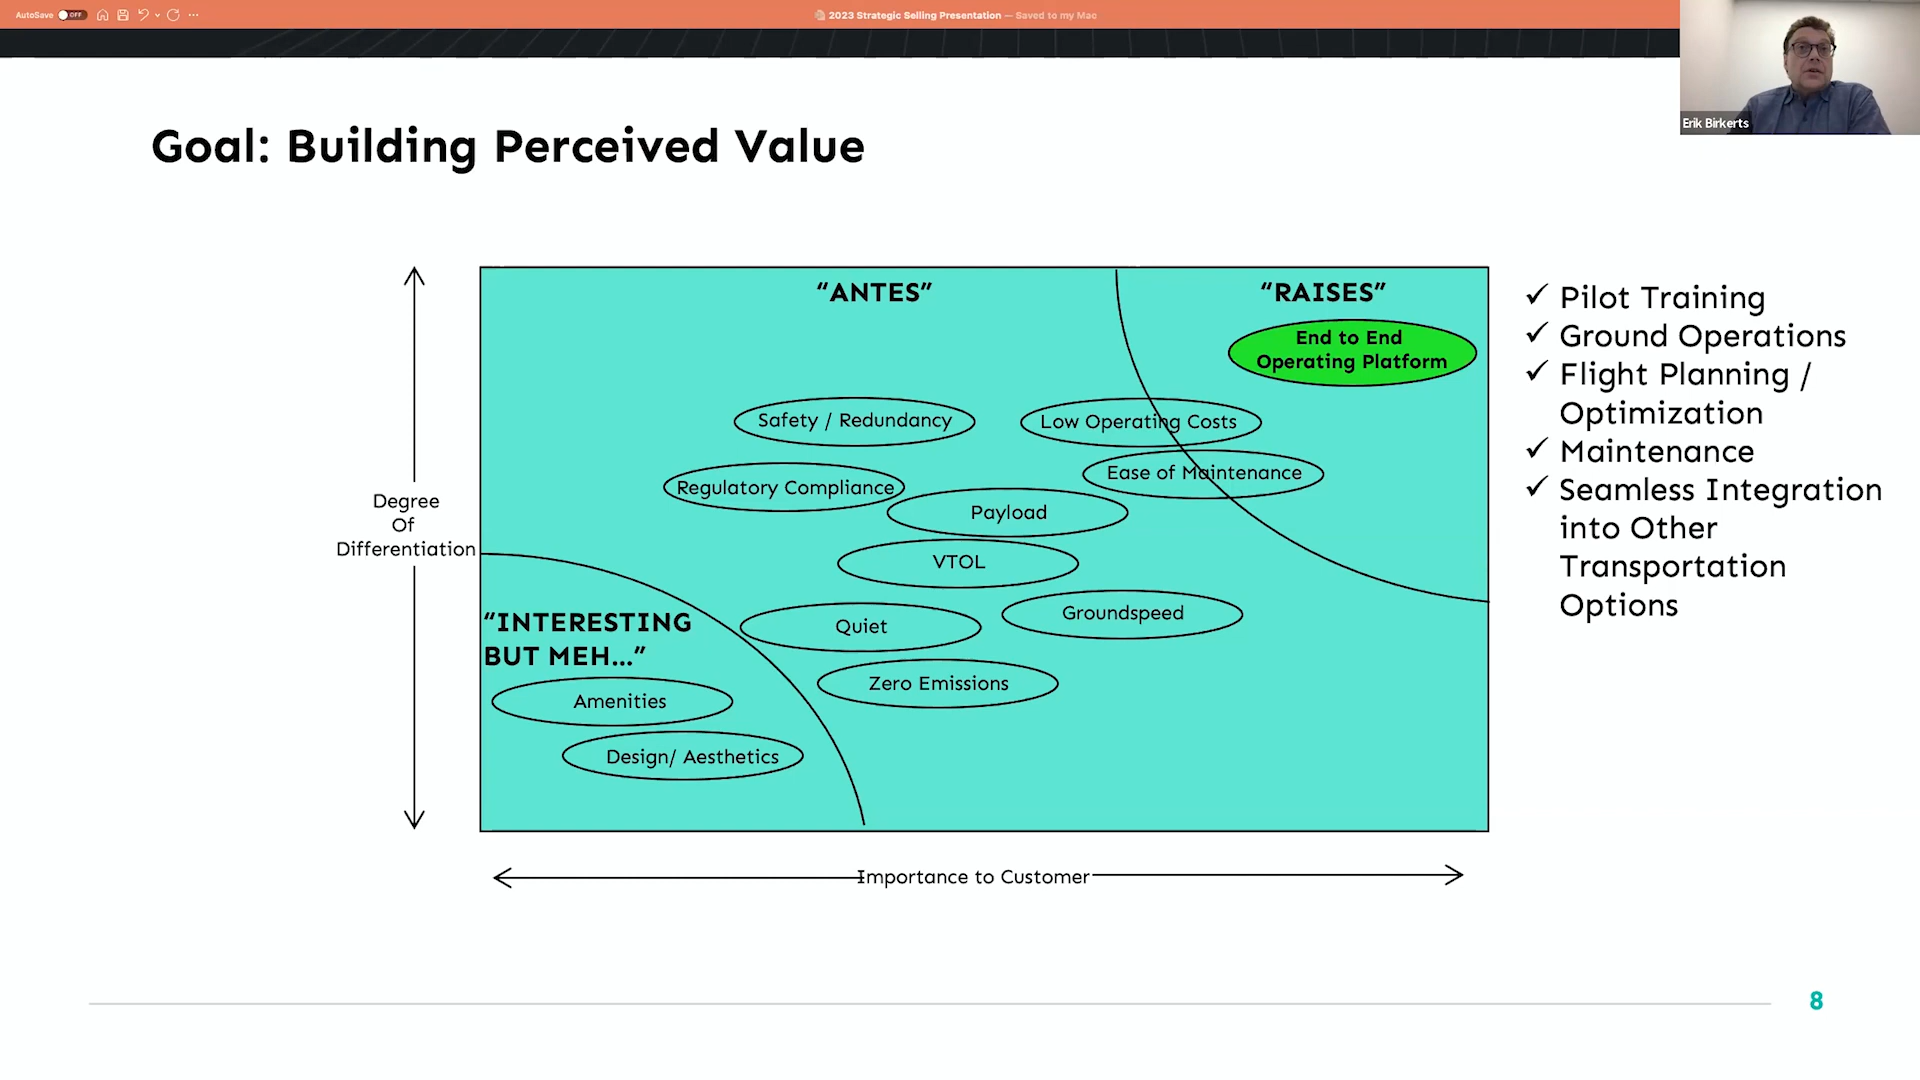 AutoSave OFF
2023 Strategic Selling Presentation — Saved to my Mac
Erik Birkerts
Goal: Building Perceived Value
"ANTES"
"RAISES"
End to End
Operating Platform
Safety / Redundancy
Low Operating Costs
Regulatory Compliance
Ease of Maintenance
Payload
VTOL
Quiet
Groundspeed
Zero Emissions
"INTERESTING
BUT MEH..."
Amenities
Design/ Aesthetics
Degree
Of
Differentiation
Importance to Customer
✓ Pilot Training
✓ Ground Operations
✓ Flight Planning /
Optimization
✓ Maintenance
✓ Seamless Integration
into Other
Transportation
Options
8